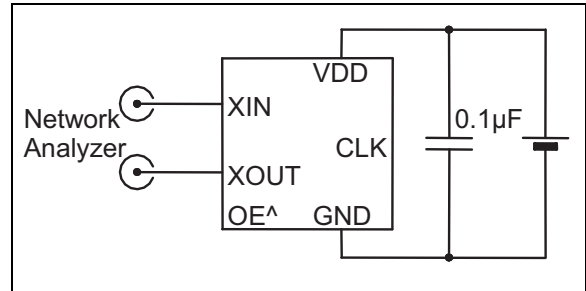 VDD
XIN
Network
Analyzer
0.1µF
CLK
XOUT
OE^
GND